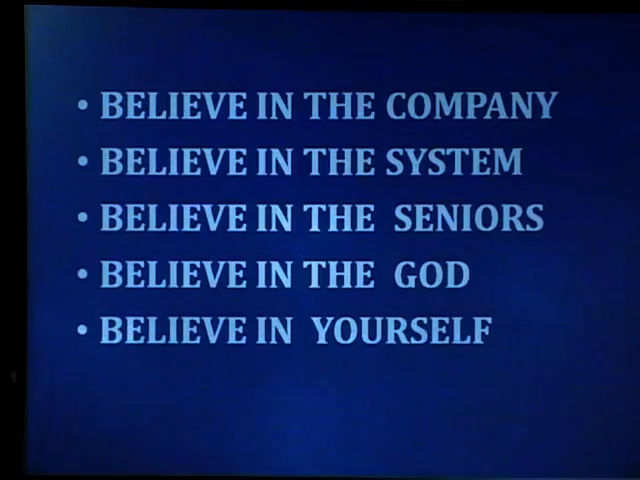 • BELIEVE IN THE COMPANY
• BELIEVE IN THE SYSTEM
• BELIEVE IN THE SENIORS
• BELIEVE IN THE GOD
• BELIEVE IN YOURSELF